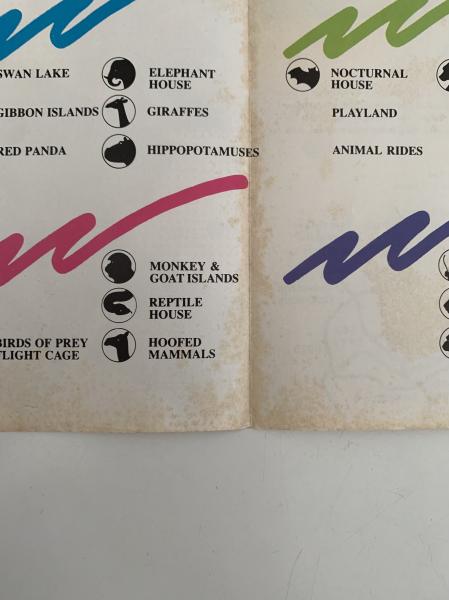 SWAN LAKE
GIBBON ISLANDS
RED PANDA
ELEPHANT
HOUSE
GIRAFFES
HIPPOPOTAMUSES
NOCTURNAL
HOUSE
PLAYLAND
ANIMAL RIDES
BIRDS OF PREY
FLIGHT CAGE
MONKEY &
GOAT ISLANDS
REPTILE
HOUSE
HOOFED
MAMMALS